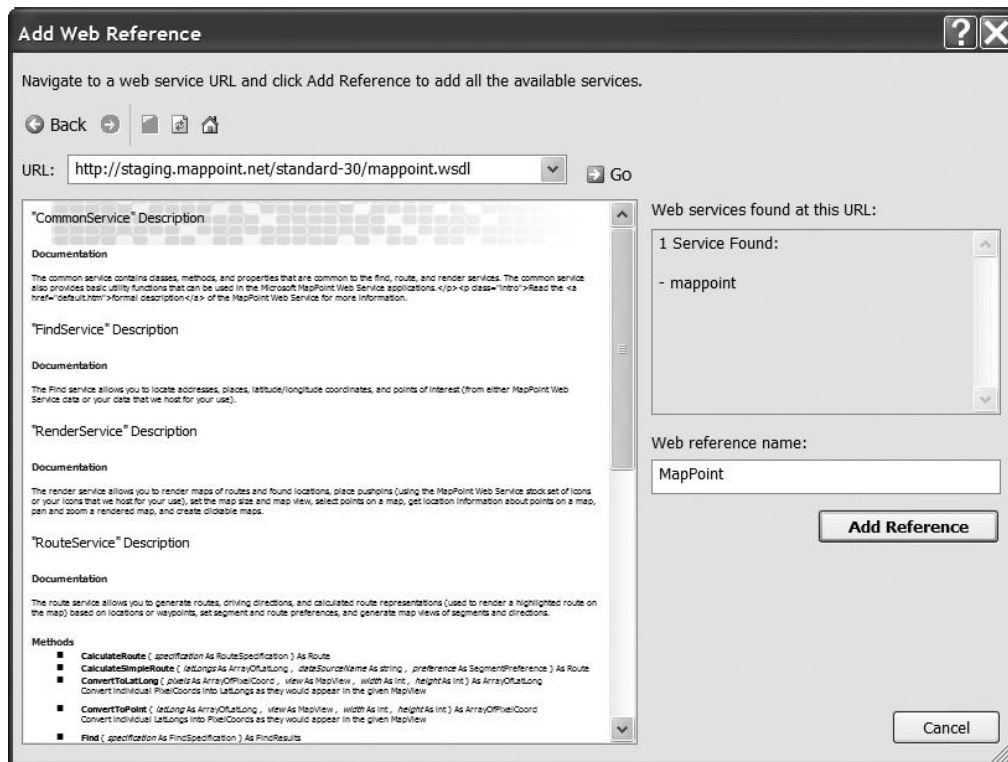 Add Web Reference
Navigate to a web service URL and click Add Reference to add all the available services.
Back
URL: http://staging.mappoint.net/standard-30/mappoint.wsdl Go
"CommonService" Description
Documentation
The common service contains classes, methods, and properties that are common to the find, route, and render services. The common service
also provides basic utility functions that can be used in the Microsoft MapPoint Web Service applications.</p><p class="intro">Read the <a
href="default.htm">formal description</a> of the MapPoint Web Service for more information.
"FindService" Description
Documentation
The Find service allows you to locate addresses, places, latitude/longitude coordinates, and points of interest (from either MapPoint Web
Service data or your data that we host for your use).
"RenderService" Description
Documentation
The render service allows you to render maps of routes and found locations, place pushpins (using the MapPoint Web Service stock set of icons
or your icons that we host for your use), set the map size and map view, select points on a map, get location information about points on a map,
pan and zoom a rendered map, and create clickable maps.
"RouteService" Description
Documentation
The route service allows you to generate routes, driving directions, and calculated route representations (used to render a highlighted route on
the map) based on locations or waypoints, set segment and route preferences, and generate map views of segments and directions.
Methods
CalculateRoute ( specification As RouteSpecification ) As Route
CalculateSimpleRoute ( latLongs As ArrayOfLatLong , dataSourceName As string , preference As SegmentPreference ) As Route
ConvertToLatLong ( pixels As ArrayOfPixelCoord , view As MapView , width As int , height As int ) As ArrayOfLatLong
Convert individual PixelCoords into LatLongs as they would appear in the given MapView
ConvertToPoint ( latLong As ArrayOfLatLong , view As MapView , width As int , height As int ) As ArrayOfPixelCoord
Convert individual LatLongs into PixelCoords as they would appear in the given MapView
Find ( specification As FindSpecification ) As FindResults
Web services found at this URL:
1 Service Found:
- mappoint
Web reference name:
MapPoint
Add Reference
Cancel